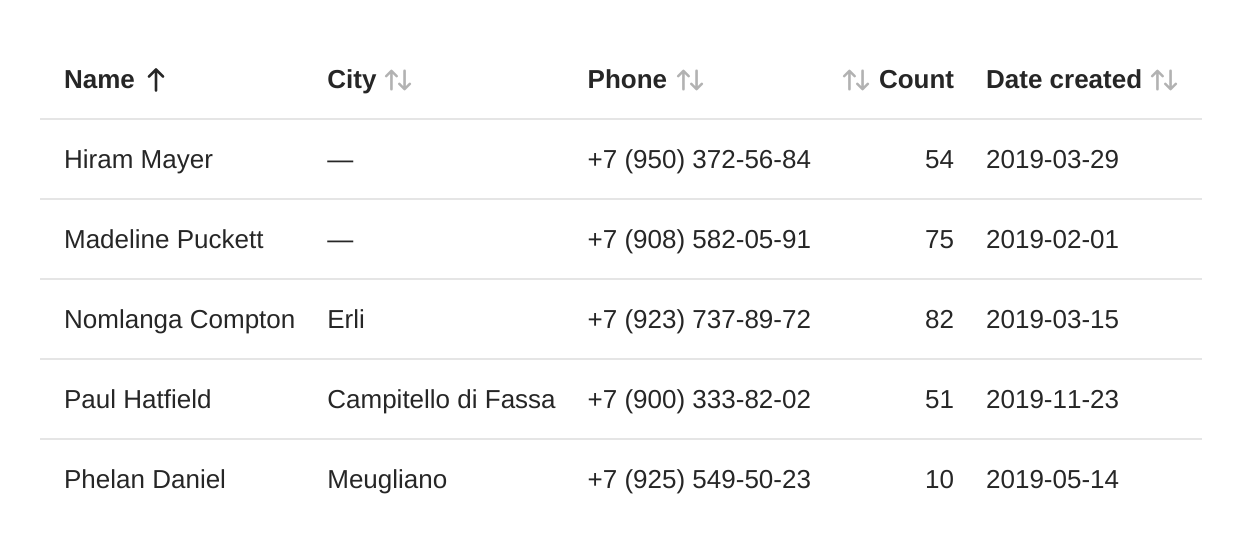 Name ↑ City ↑↓ Phone ↑↓ ↑↓ Count Date created ↑↓
Hiram Mayer — +7 (950) 372-56-84 54 2019-03-29
Madeline Puckett — +7 (908) 582-05-91 75 2019-02-01
Nomlanga Compton Erli +7 (923) 737-89-72 82 2019-03-15
Paul Hatfield Campitello di Fassa +7 (900) 333-82-02 51 2019-11-23
Phelan Daniel Meugliano +7 (925) 549-50-23 10 2019-05-14